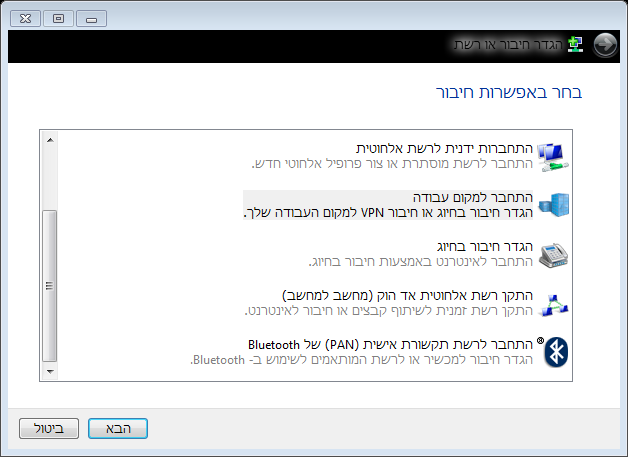 הגדר חיבור או רשת
בחר באפשרות חיבור
התחברות ידנית לרשת אלחוטית
התחבר לרשת מוסתרת או צור פרופיל אלחוטי חדש.
התחבר למקום עבודה
הגדר חיבור בחיוג או חיבור VPN למקום העבודה שלך.
הגדר חיבור בחיוג
התחבר לאינטרנט באמצעות חיבור בחיוג.
התקן רשת אלחוטית אד הוק (מחשב למחשב)
התקן רשת זמנית לשיתוף קבצים או חיבור לאינטרנט.
התחבר לרשת תקשורת אישית (PAN) של Bluetooth
הגדר חיבור למכשיר או לרשת המותאמים לשימוש ב- Bluetooth.
הבא
ביטול